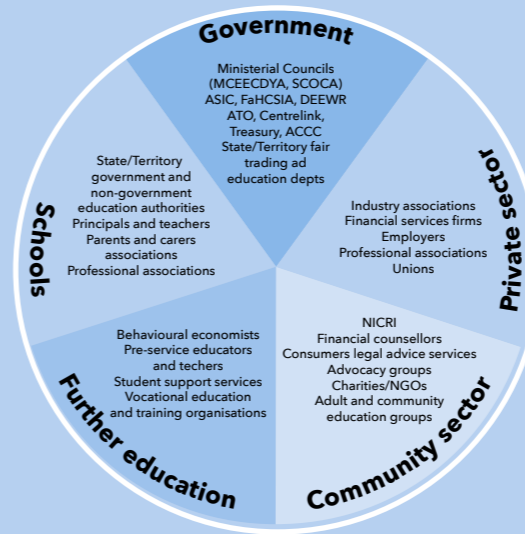 Government
Ministerial Councils
(MCEECDYA, SCOCA)
ASIC, FaHCSIA, DEEWR
ATO, Centrelink,
Treasury, ACCC
State/Territory fair
trading ad
education depts
Private sector
Industry associations
Financial services firms
Employers
Professional associations
Unions
Community sector
NICRI
Financial counsellors
Consumers legal advice services
Advocacy groups
Charities/NGOs
Adult and community
education groups
Further education
Behavioural economists
Pre-service educators
and techers
Student support services
Vocational education
and training organisations
Schools
State/Territory
government and
non-government
education authorities
Principals and teachers
Parents and carers
associations
Professional associations